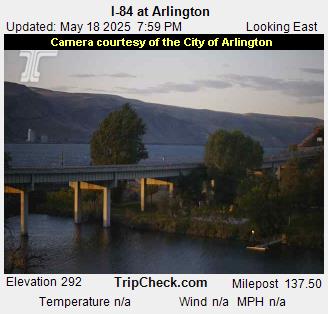 I-84 at Arlington
Updated: May 18 2025 7:59 PM Looking East
Camera courtesy of the City of Arlington
Elevation 292 TripCheck.com Milepost 137.50
Temperature n/a Wind n/a MPH n/a